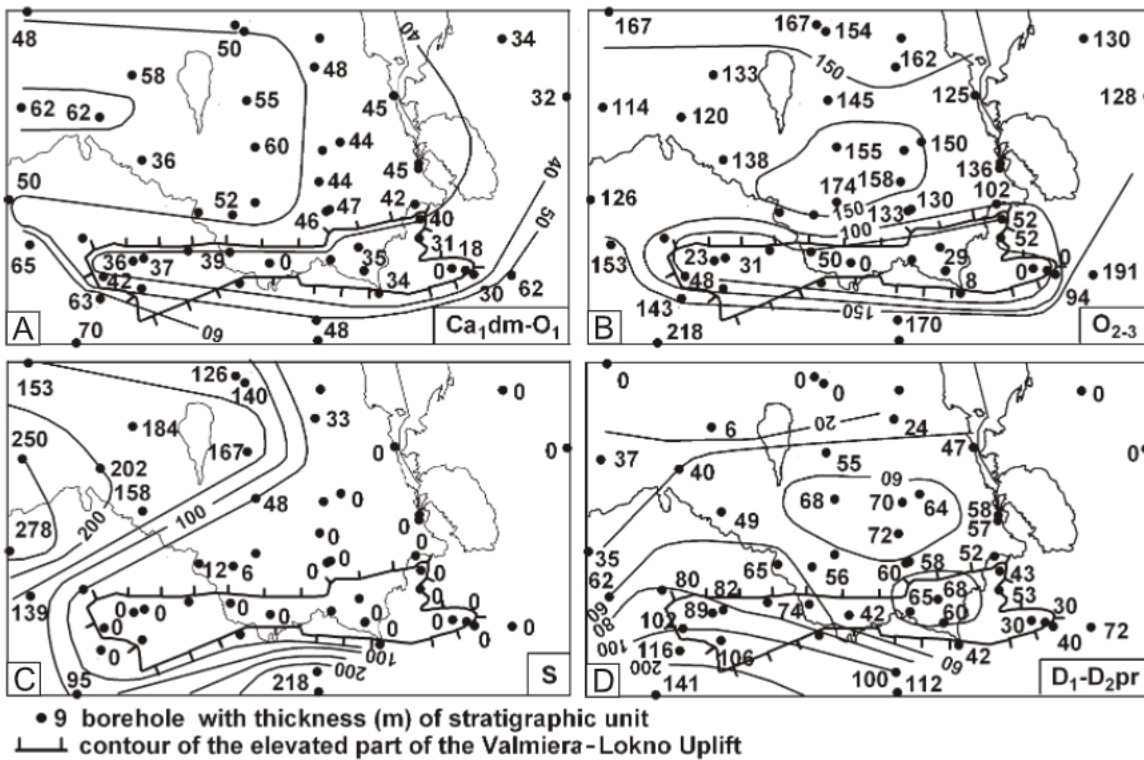 48 50 34
58 48
62 62 55 45 32
60 44
36 45
50 52 44 42
46 47 40
65 36 37 39 0 35 31 18
42 34 30 62
63
70 60 48
40 40 50
A Ca₁dm-O₁
167 167 154 130
133 162 150
114 120 145 125 128
138 155 150 136
126 174 158 102
150 133 130 52
100 52
153 23 31 50 0 29 0 191
48 8 94
143 150
218 170
B O₂₋₃
153 126 140 0
184 33
250 167 0 0
202
158 48 0
200 100 0
278 0
12 6 0 0 0
139 0 0 0 0 0 0 0 0
0 0 0 0 0
100
200
95 218
C S
0 0 0 0
6 20 24
37 40 55 47 0
68 60 70 64
49 58
57
35 72
62 65 56 60 58 52
80 82 65 68 43
60 102 89 74 42 60 53 30
80 30 40 72
100 116 106 60 42
200
141 100 112
D D₁-D₂pr
9 borehole with thickness (m) of stratigraphic unit
contour of the elevated part of the Valmiera-Lokno Uplift